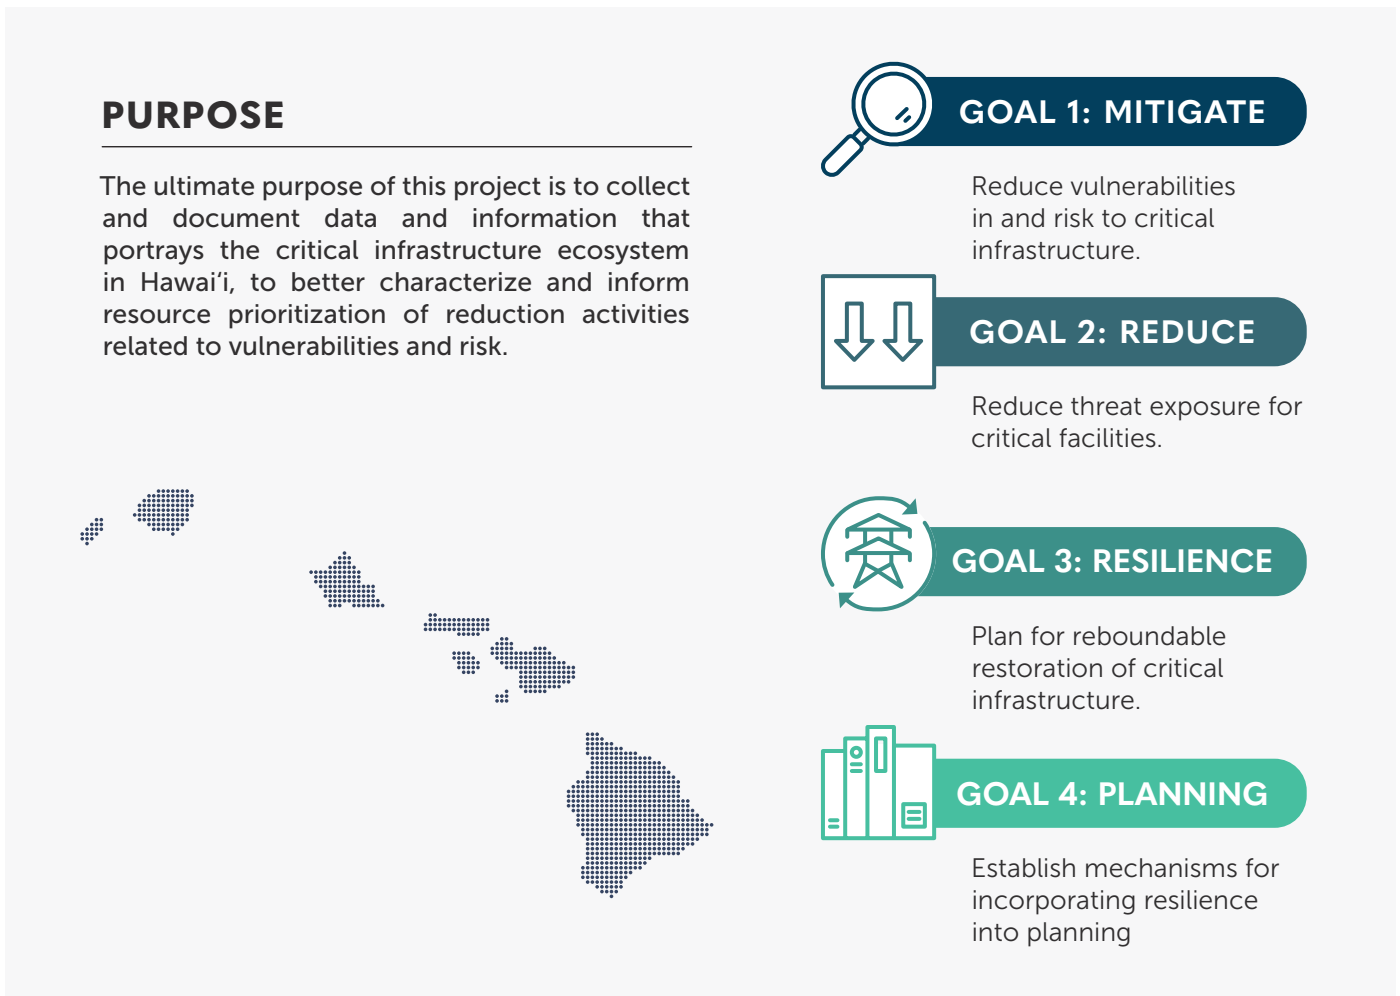 PURPOSE
The ultimate purpose of this project is to collect
and document data and information that
portrays the critical infrastructure ecosystem
in Hawai‘i, to better characterize and inform
resource prioritization of reduction activities
related to vulnerabilities and risk.
GOAL 1: MITIGATE
Reduce vulnerabilities
in and risk to critical
infrastructure.
GOAL 2: REDUCE
Reduce threat exposure for
critical facilities.
GOAL 3: RESILIENCE
Plan for reboundable
restoration of critical
infrastructure.
GOAL 4: PLANNING
Establish mechanisms for
incorporating resilience
into planning